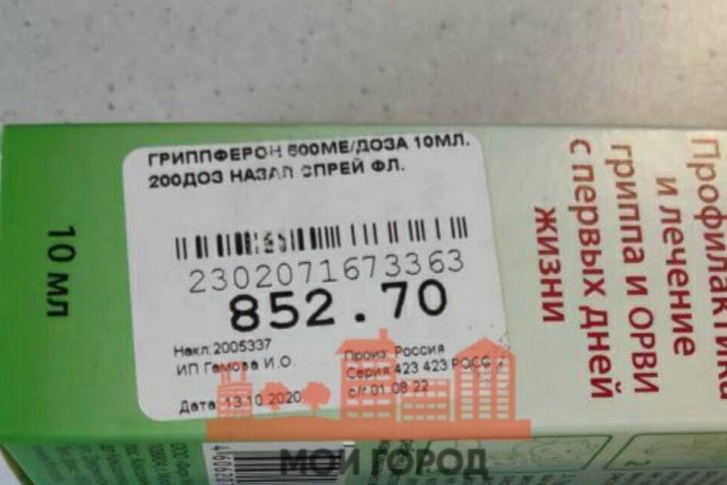 ГРИППФЕРОН 500МЕ/ДОЗА 10МЛ.
200ДОЗ НАЗАЛ СПРЕЙ ФЛ.
2302071673363
852.70
Накл:2005337
ИП Гамова И.О.
Дата 13.10.2020
Произ: Россия
Серия 423 423 РОСС
с/г 01.08.22
10 мл
Профилактика
и лечение
гриппа и ОРВИ
с первых дней
жизни
МОЙ ГОРОД